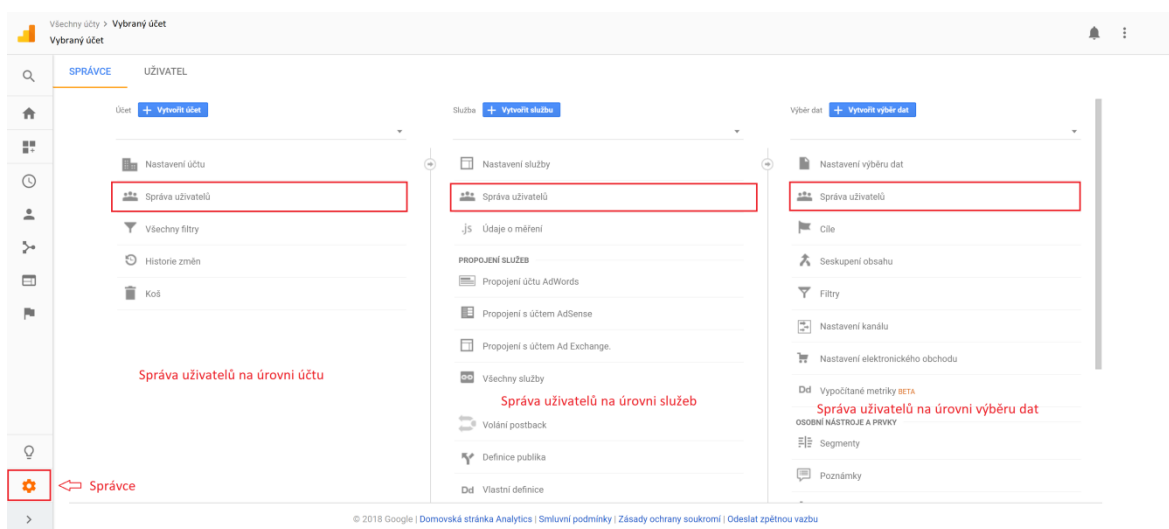 Všechny účty > Vybraný účet
Vybraný účet
SPRÁVCE UŽIVATEL
Účet + Vytvořit účet
Nastavení účtu
Správa uživatelů
Všechny filtry
Historie změn
Koš
Správa uživatelů na úrovni účtu
Služba + Vytvořit službu
Nastavení služby
Správa uživatelů
.js Údaje o měření
PROPOJENÍ SLUŽEB
Propojení účtu AdWords
Propojení s účtem AdSense
Propojení s účtem Ad Exchange.
Všechny služby
Správa uživatelů na úrovni služeb
Volání postback
Definice publika
Dd Vlastní definice
Výběr dat + Vytvořit výběr dat
Nastavení výběru dat
Správa uživatelů
Cíle
Seskupení obsahu
Filtry
Nastavení kanálu
Nastavení elektronického obchodu
Dd Vypočítané metriky BETA
Správa uživatelů na úrovni výběru dat
OSOBNÍ NÁSTROJE A PRVKY
Segmenty
Poznámky
Správce
© 2018 Google | Domovská stránka Analytics | Smluvní podmínky | Zásady ochrany soukromí | Odeslat zpětnou vazbu